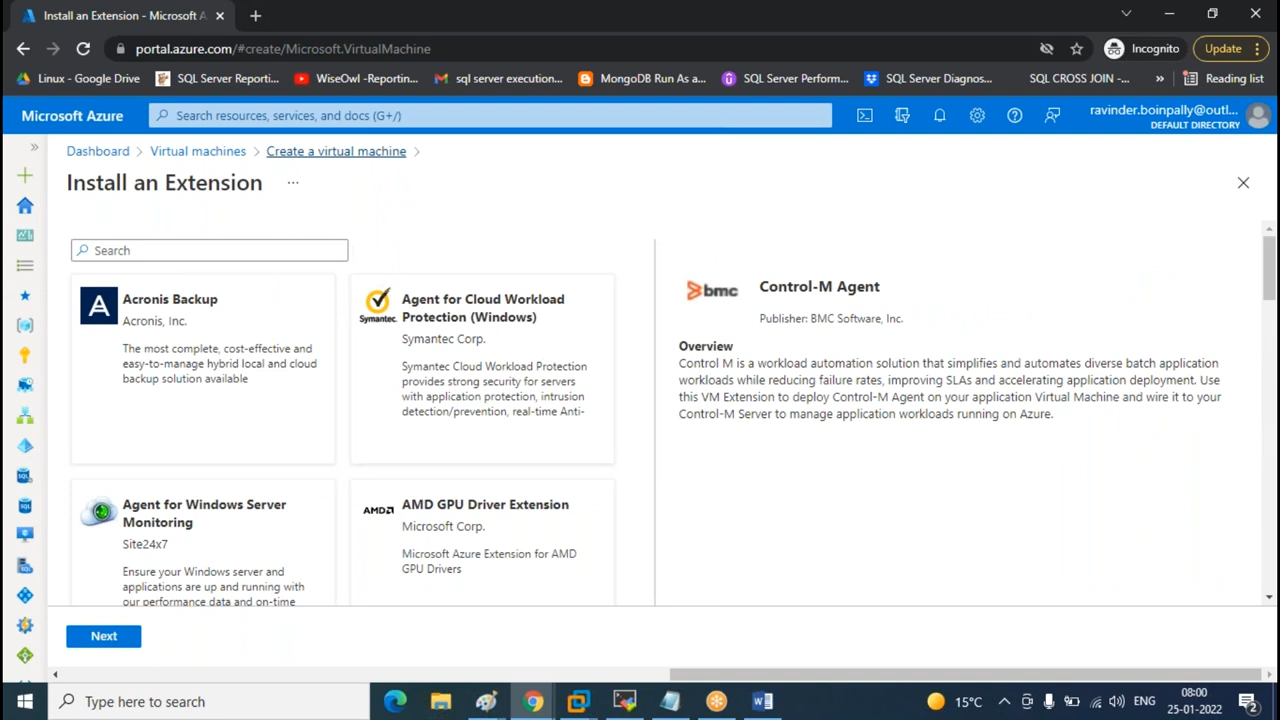 Install an Extension - Microsoft A
portal.azure.com/#create/Microsoft.VirtualMachine
Incognito
Update
Linux - Google Drive
SQL Server Reporti...
WiseOwl -Reportin...
sql server execution...
MongoDB Run As a...
SQL Server Perform...
SQL Server Diagnos...
SQL CROSS JOIN -...
Reading list
Microsoft Azure
Search resources, services, and docs (G+/)
ravinder.boinpally@outl...
DEFAULT DIRECTORY
Dashboard
Virtual machines
Create a virtual machine
Install an Extension
Search
Acronis Backup
Acronis, Inc.
The most complete, cost-effective and
easy-to-manage hybrid local and cloud
backup solution available
Symantec.
Agent for Cloud Workload
Protection (Windows)
Symantec Corp.
Symantec Cloud Workload Protection
provides strong security for servers
with application protection, intrusion
detection/prevention, real-time Anti-
Agent for Windows Server
Monitoring
Site24x7
Ensure your Windows server and
applications are up and running with
our performance data and on-time
AMD
AMD GPU Driver Extension
Microsoft Corp.
Microsoft Azure Extension for AMD
GPU Drivers
bmc
Control-M Agent
Publisher: BMC Software, Inc.
Overview
Control M is a workload automation solution that simplifies and automates diverse batch application
workloads while reducing failure rates, improving SLAs and accelerating application deployment. Use
this VM Extension to deploy Control-M Agent on your application Virtual Machine and wire it to your
Control-M Server to manage application workloads running on Azure.
Next
Type here to search
15°C
ENG
08:00
25-01-2022
2